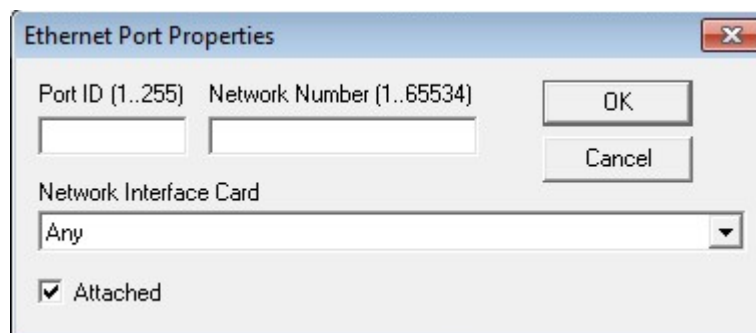 Ethernet Port Properties
Port ID (1..255) Network Number (1..65534)
OK
Cancel
Network Interface Card
Any
Attached